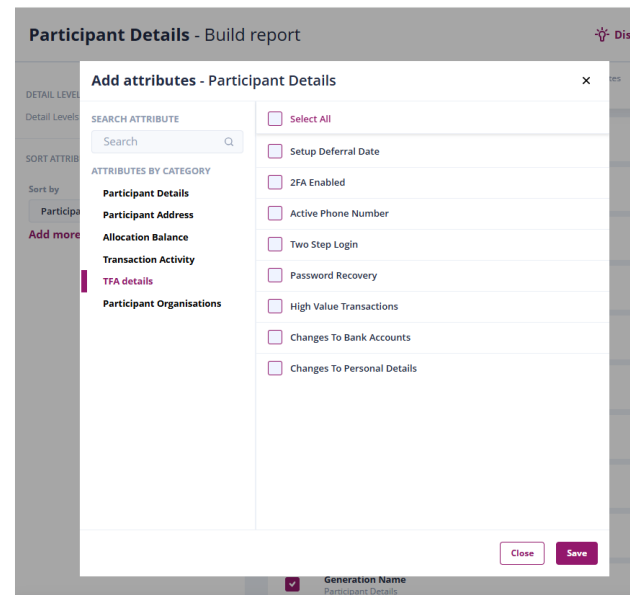 Participant Details - Build report
Dis
Add attributes - Participant Details
tes
DETAIL LEVEL
Detail Levels
SEARCH ATTRIBUTE
Search
SORT ATTRIB
Sort by
Participa
Add more
ATTRIBUTES BY CATEGORY
Participant Details
Participant Address
Allocation Balance
Transaction Activity
TFA details
Participant Organisations
Select All
Setup Deferral Date
2FA Enabled
Active Phone Number
Two Step Login
Password Recovery
High Value Transactions
Changes To Bank Accounts
Changes To Personal Details
Close
Save
Generation Name
Participant Details